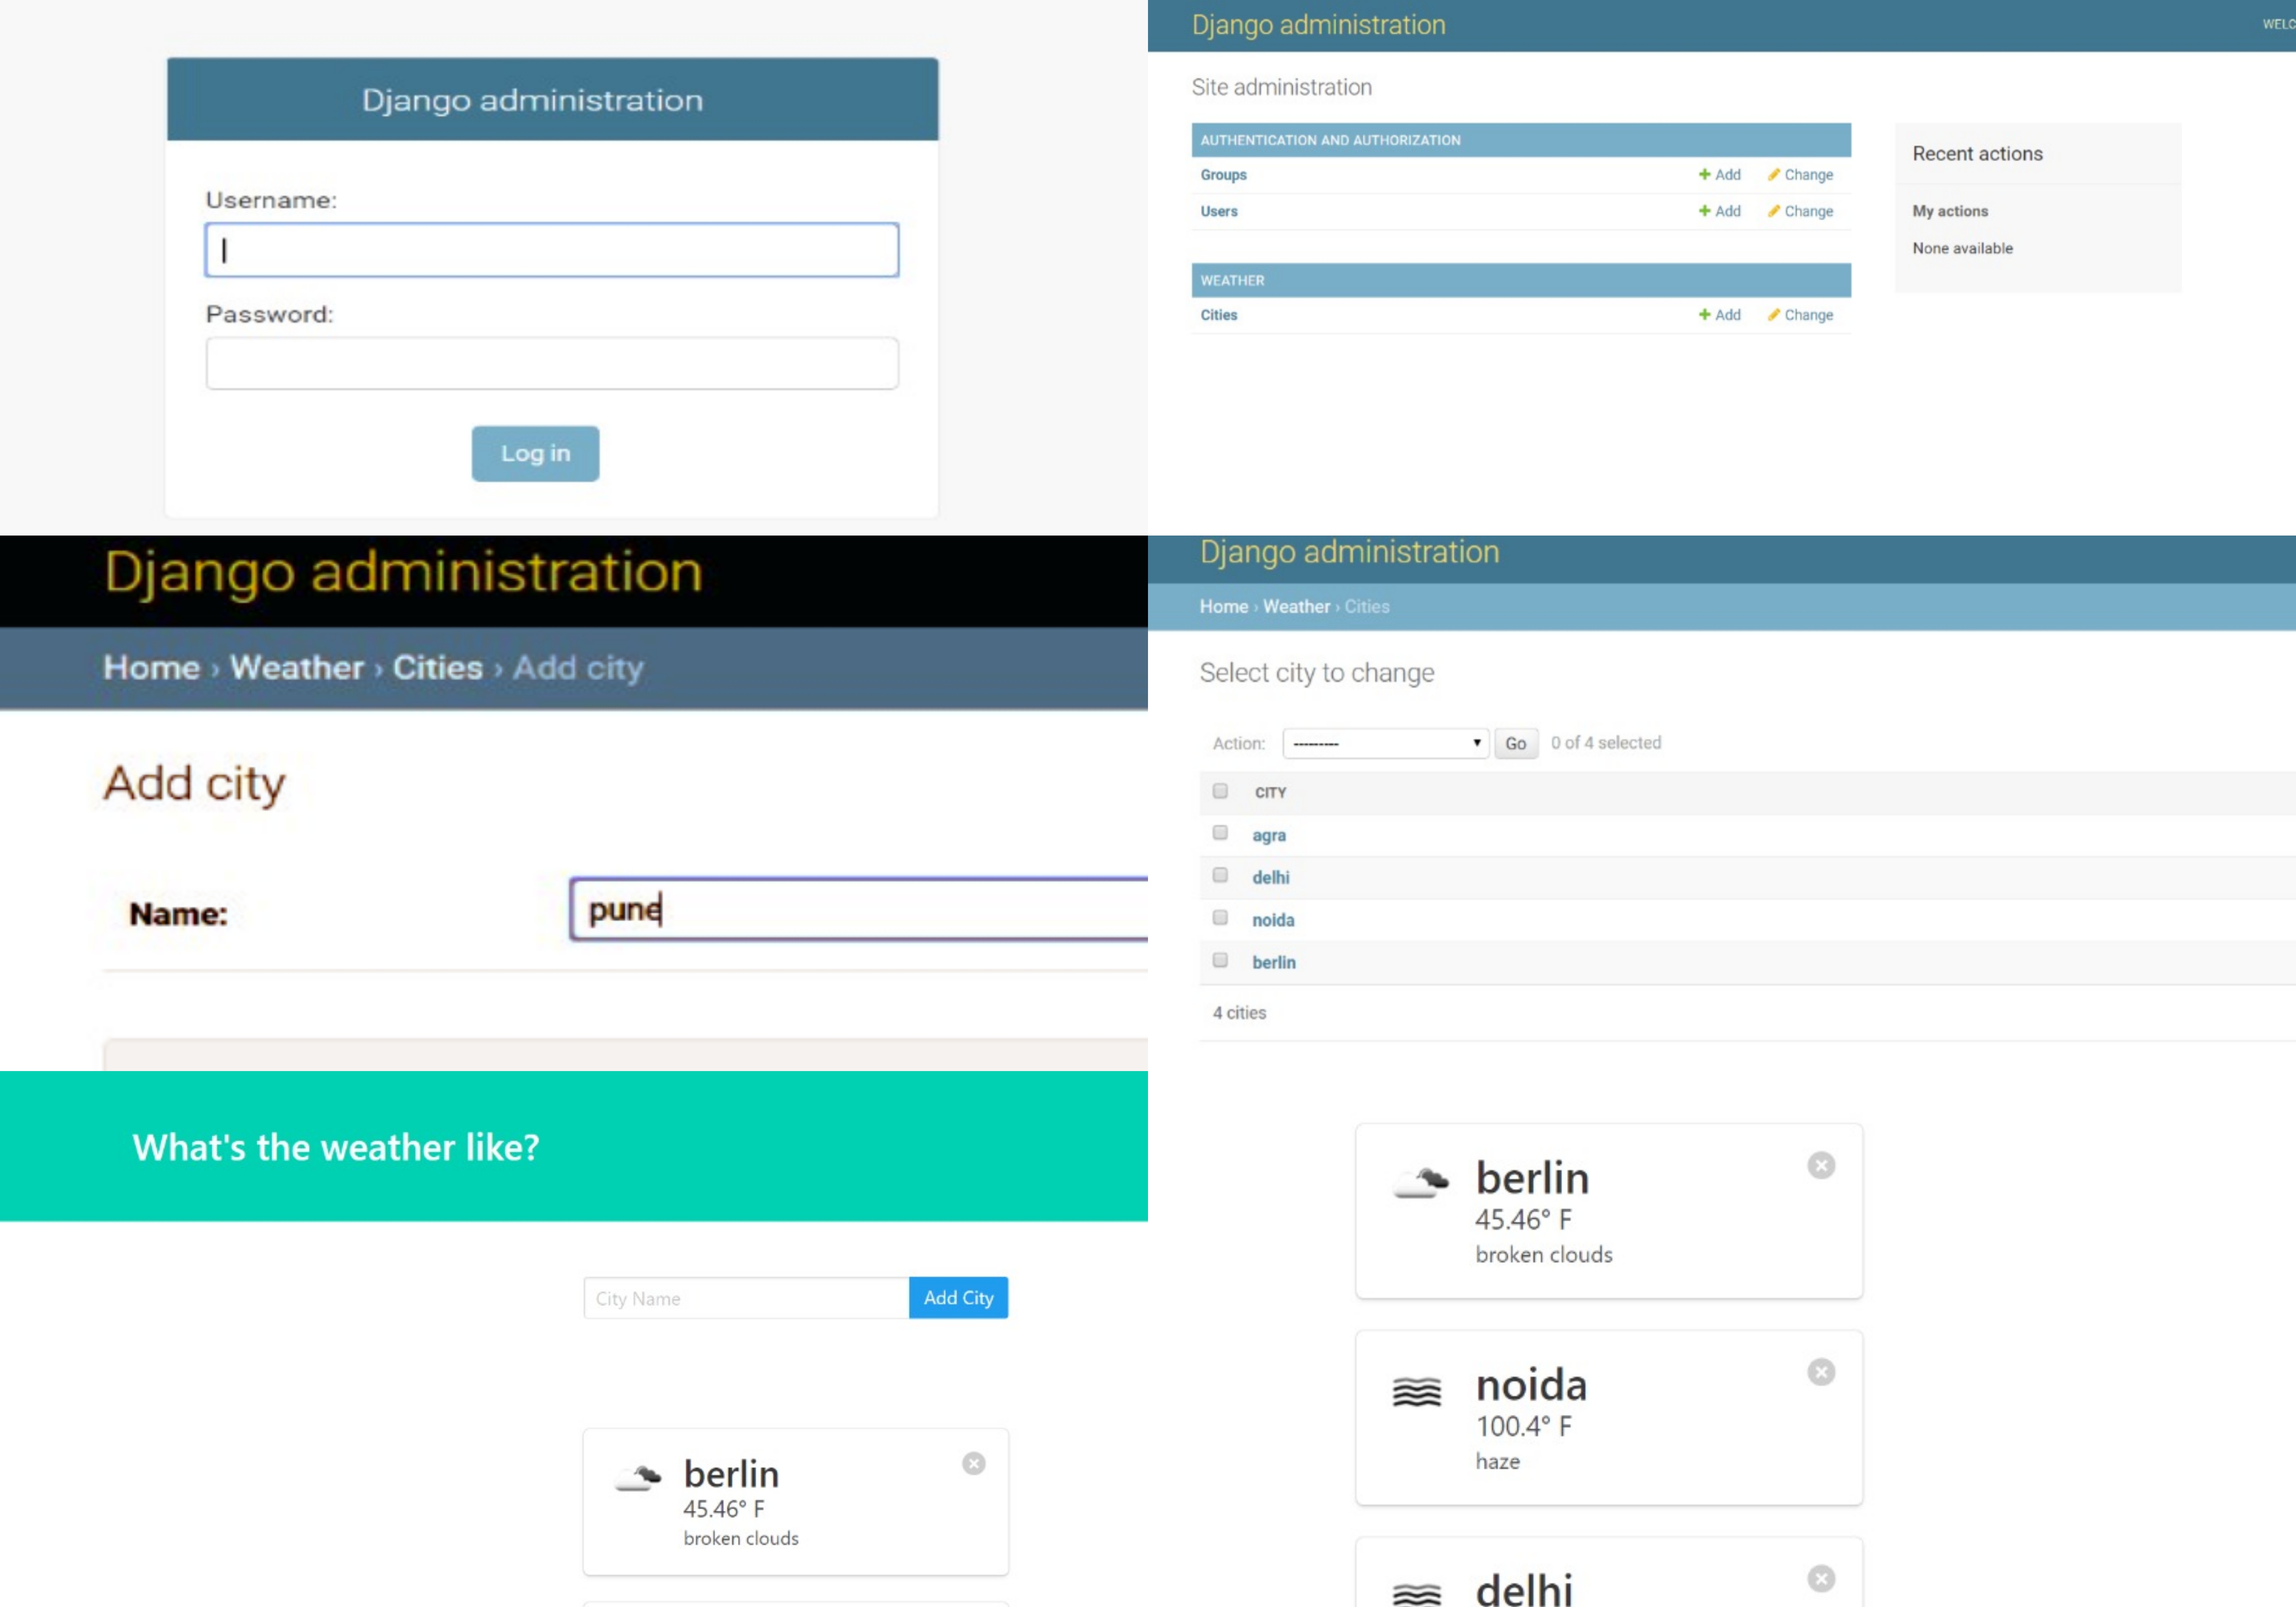 Django administration
Username:
Password:
Log in
Django administration
Site administration
AUTHENTICATION AND AUTHORIZATION
Groups + Add Change
Users + Add Change
WEATHER
Cities + Add Change
Recent actions
My actions
None available
Django administration
Home › Weather › Cities › Add city
Add city
Name: pune
Django administration
Home › Weather › Cities
Select city to change
Action: --------- Go 0 of 4 selected
CITY
agra
delhi
noida
berlin
4 cities
What's the weather like?
City Name Add City
berlin
45.46° F
broken clouds
berlin
45.46° F
broken clouds
noida
100.4° F
haze
delhi